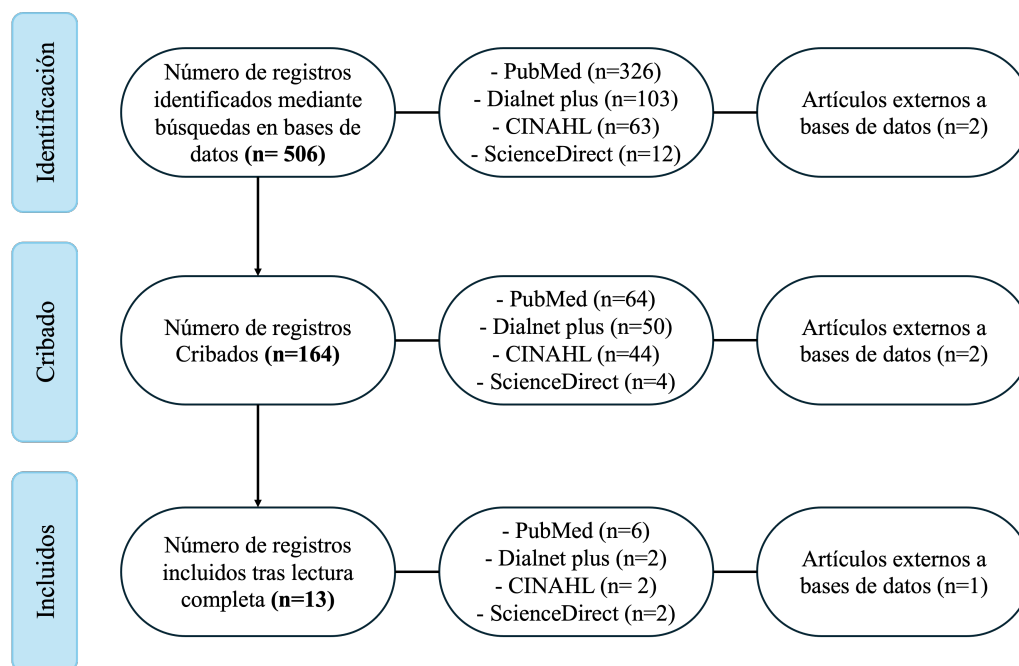 Identificación
Número de registros
identificados mediante
búsquedas en bases de
datos (n= 506)
- PubMed (n=326)
- Dialnet plus (n=103)
- CINAHL (n=63)
- ScienceDirect (n=12)
Artículos externos a
bases de datos (n=2)
Cribado
Número de registros
Cribados (n=164)
- PubMed (n=64)
- Dialnet plus (n=50)
- CINAHL (n=44)
- ScienceDirect (n=4)
Artículos externos a
bases de datos (n=2)
Incluidos
Número de registros
incluidos tras lectura
completa (n=13)
- PubMed (n=6)
- Dialnet plus (n=2)
- CINAHL (n= 2)
- ScienceDirect (n=2)
Artículos externos a
bases de datos (n=1)